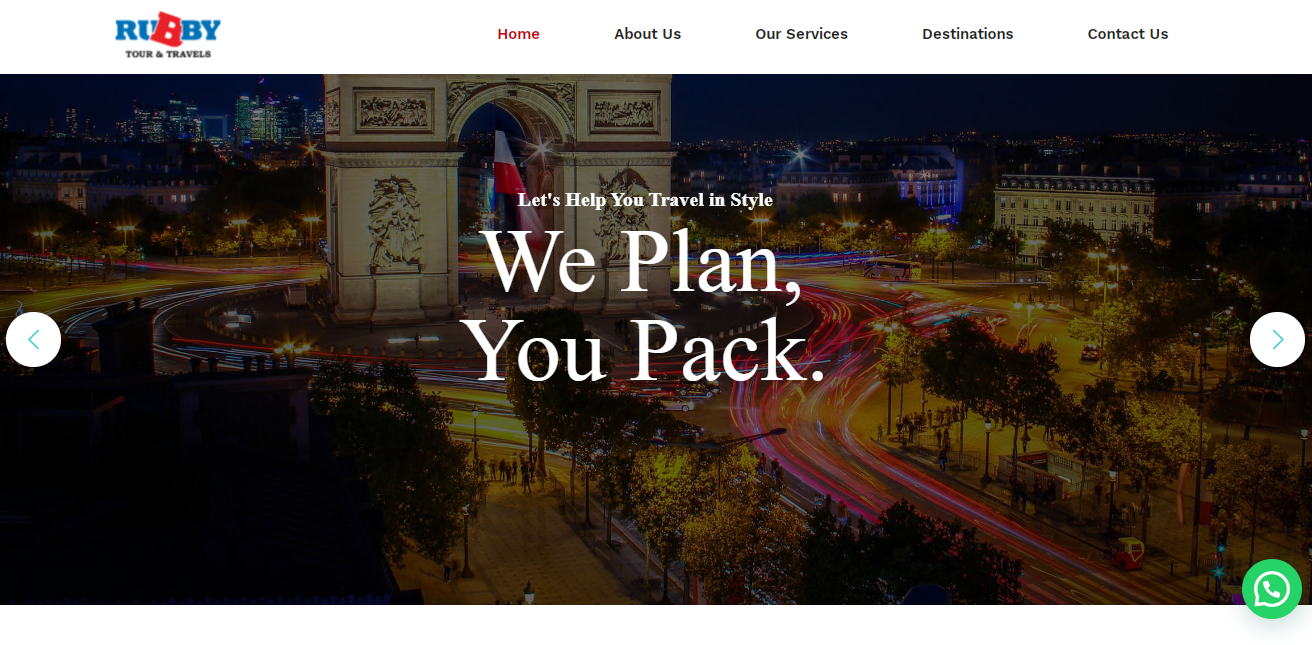 RUBBY
TOUR & TRAVELS
Home
About Us
Our Services
Destinations
Contact Us
Let's Help You Travel in Style
We Plan,
You Pack.